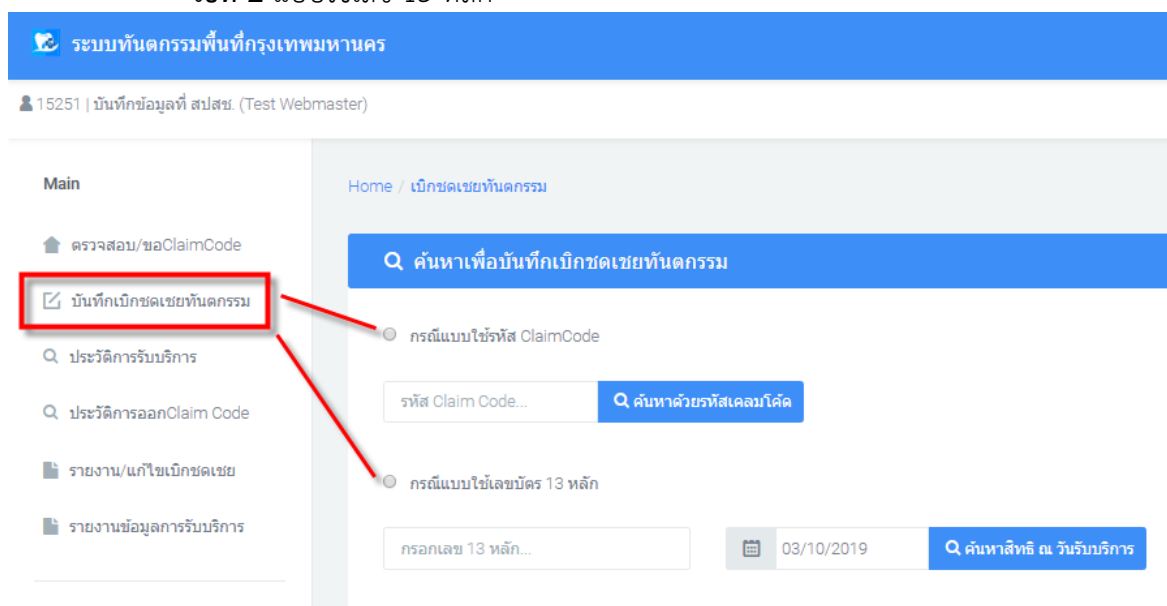 13 หลัก
ระบบทันตกรรมพื้นที่กรุงเทพมหานคร
15251 | บันทึกข้อมูลที่ สปสช. (Test Webmaster)
Main
ตรวจสอบ/ขอClaimCode
บันทึกเบิกชดเชยทันตกรรม
ประวัติการรับบริการ
ประวัติการออกClaim Code
รายงาน/แก้ไขเบิกชดเชย
รายงานข้อมูลการรับบริการ
Home / เบิกชดเชยทันตกรรม
ค้นหาเพื่อบันทึกเบิกชดเชยทันตกรรม
กรณีแบบใช้รหัส ClaimCode
รหัส Claim Code... ค้นหาด้วยรหัสเคลมโค้ด
กรณีแบบใช้เลขบัตร 13 หลัก
กรอกเลข 13 หลัก... 03/10/2019 ค้นหาสิทธิ ณ วันรับบริการ